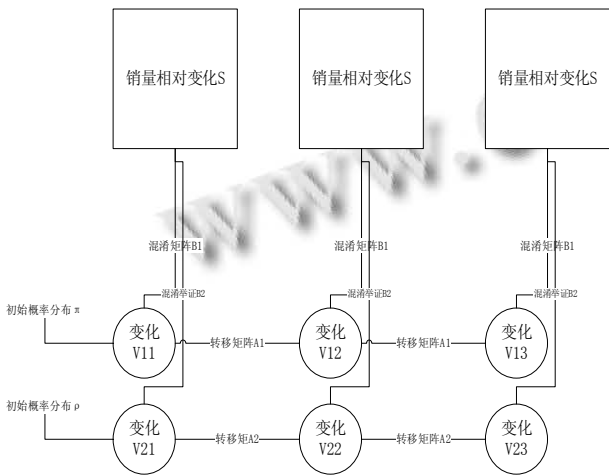 销量相对变化S
销量相对变化S
销量相对变化S
www.
混淆矩阵B1
混淆矩阵B1
混淆矩阵B1
混淆举证B2
混淆举证B2
混淆举证B2
初始概率分布 π
变化
V11
转移矩阵A1
变化
V12
转移矩阵A1
变化
V13
初始概率分布 ρ
变化
V21
转移矩A2
变化
V22
转移矩阵A2
变化
V23